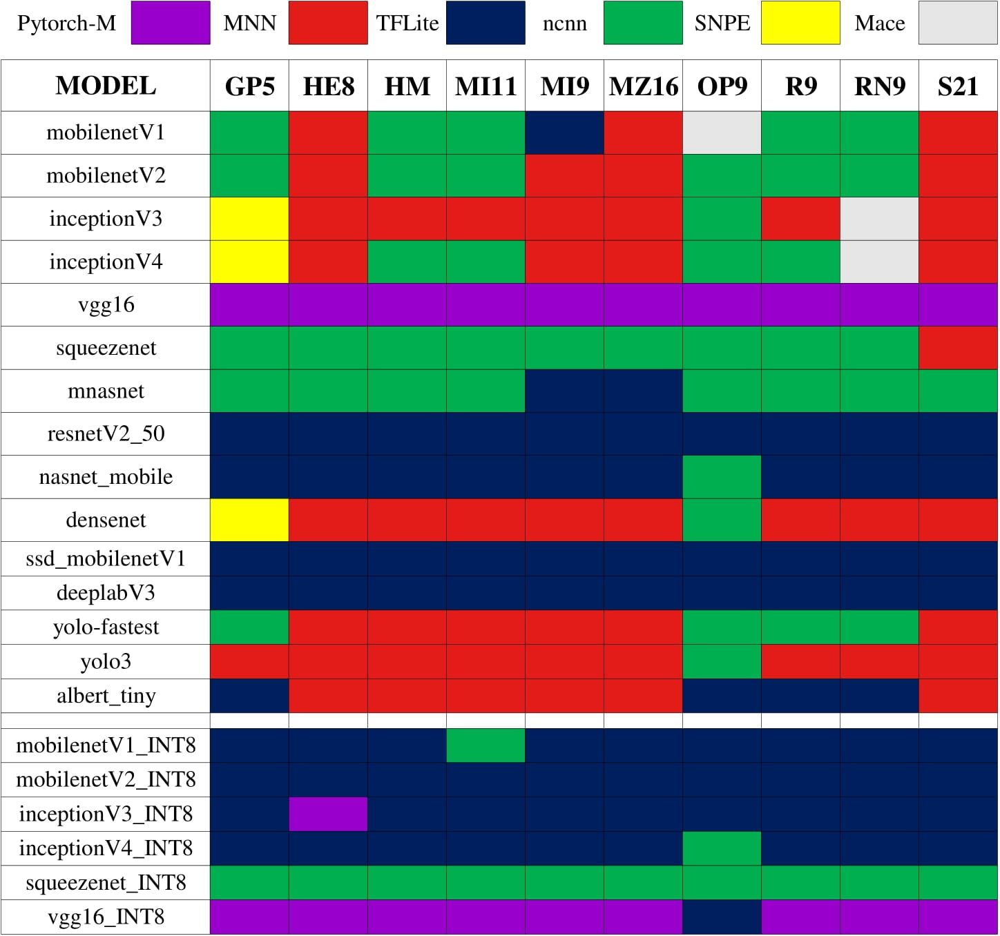 Pytorch-M MNN TFLite ncnn SNPE Mace
MODEL GP5 HE8 HM MI11 MI9 MZ16 OP9 R9 RN9 S21
mobilenetV1
mobilenetV2
inceptionV3
inceptionV4
vgg16
squeezenet
mnasnet
resnetV2_50
nasnet_mobile
densenet
ssd_mobilenetV1
deeplabV3
yolo-fastest
yolo3
albert_tiny
mobilenetV1_INT8
mobilenetV2_INT8
inceptionV3_INT8
inceptionV4_INT8
squeezenet_INT8
vgg16_INT8